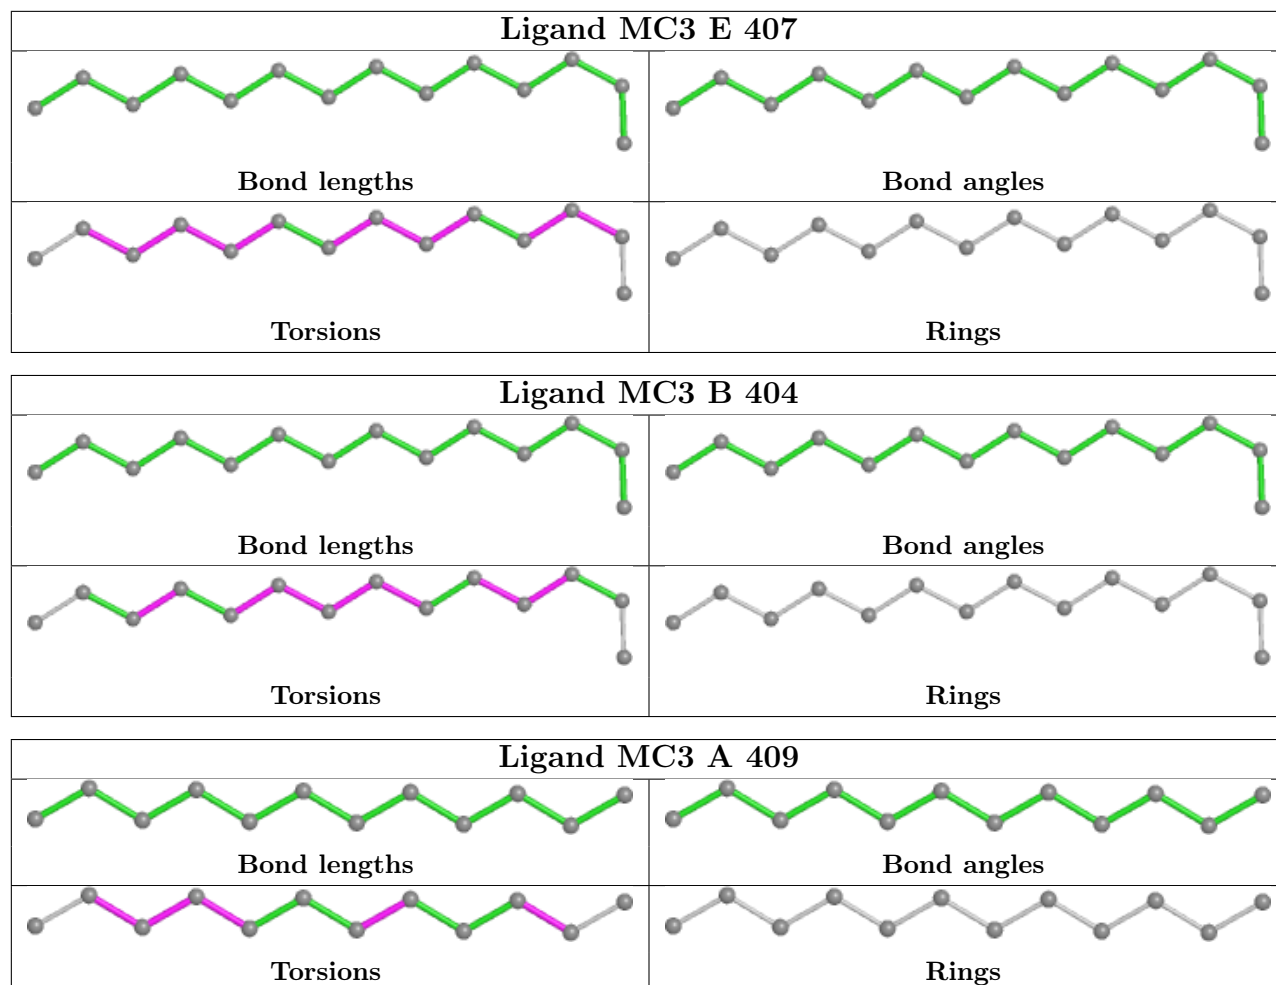 Ligand MC3 E 407
Bond lengths
Bond angles
Torsions
Rings
Ligand MC3 B 404
Bond lengths
Bond angles
Torsions
Rings
Ligand MC3 A 409
Bond lengths
Bond angles
Torsions
Rings